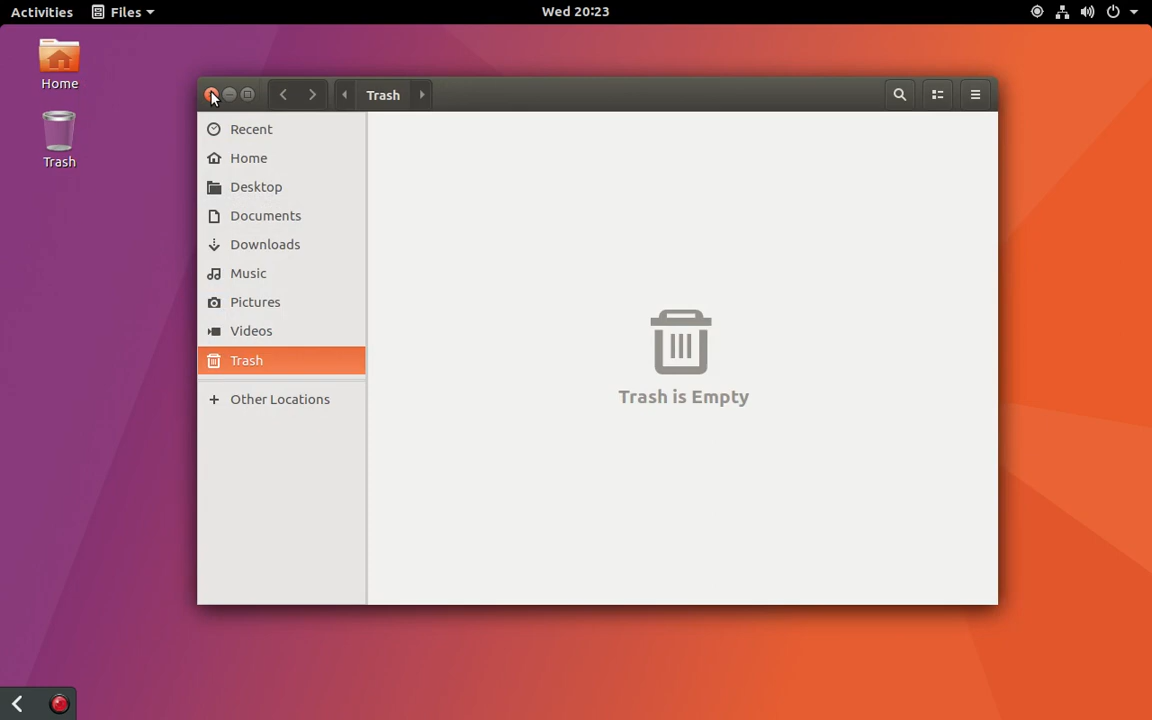 Activities Files Wed 20:23
Home
Trash
Trash
Recent
Home
Desktop
Documents
Downloads
Music
Pictures
Videos
Trash
Other Locations
Trash is Empty